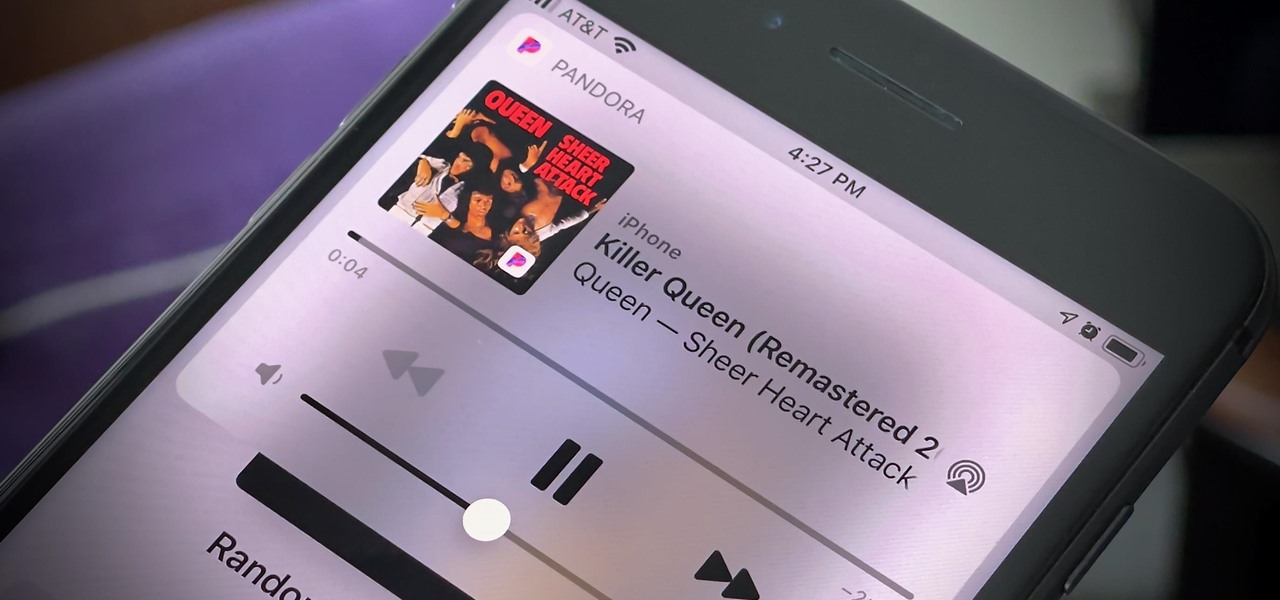 AT&T
4:27 PM
PANDORA
QUEEN
SHEER
HEART
ATTACK
iPhone
Killer Queen (Remastered 2
Queen — Sheer Heart Attack
0:04
Rando